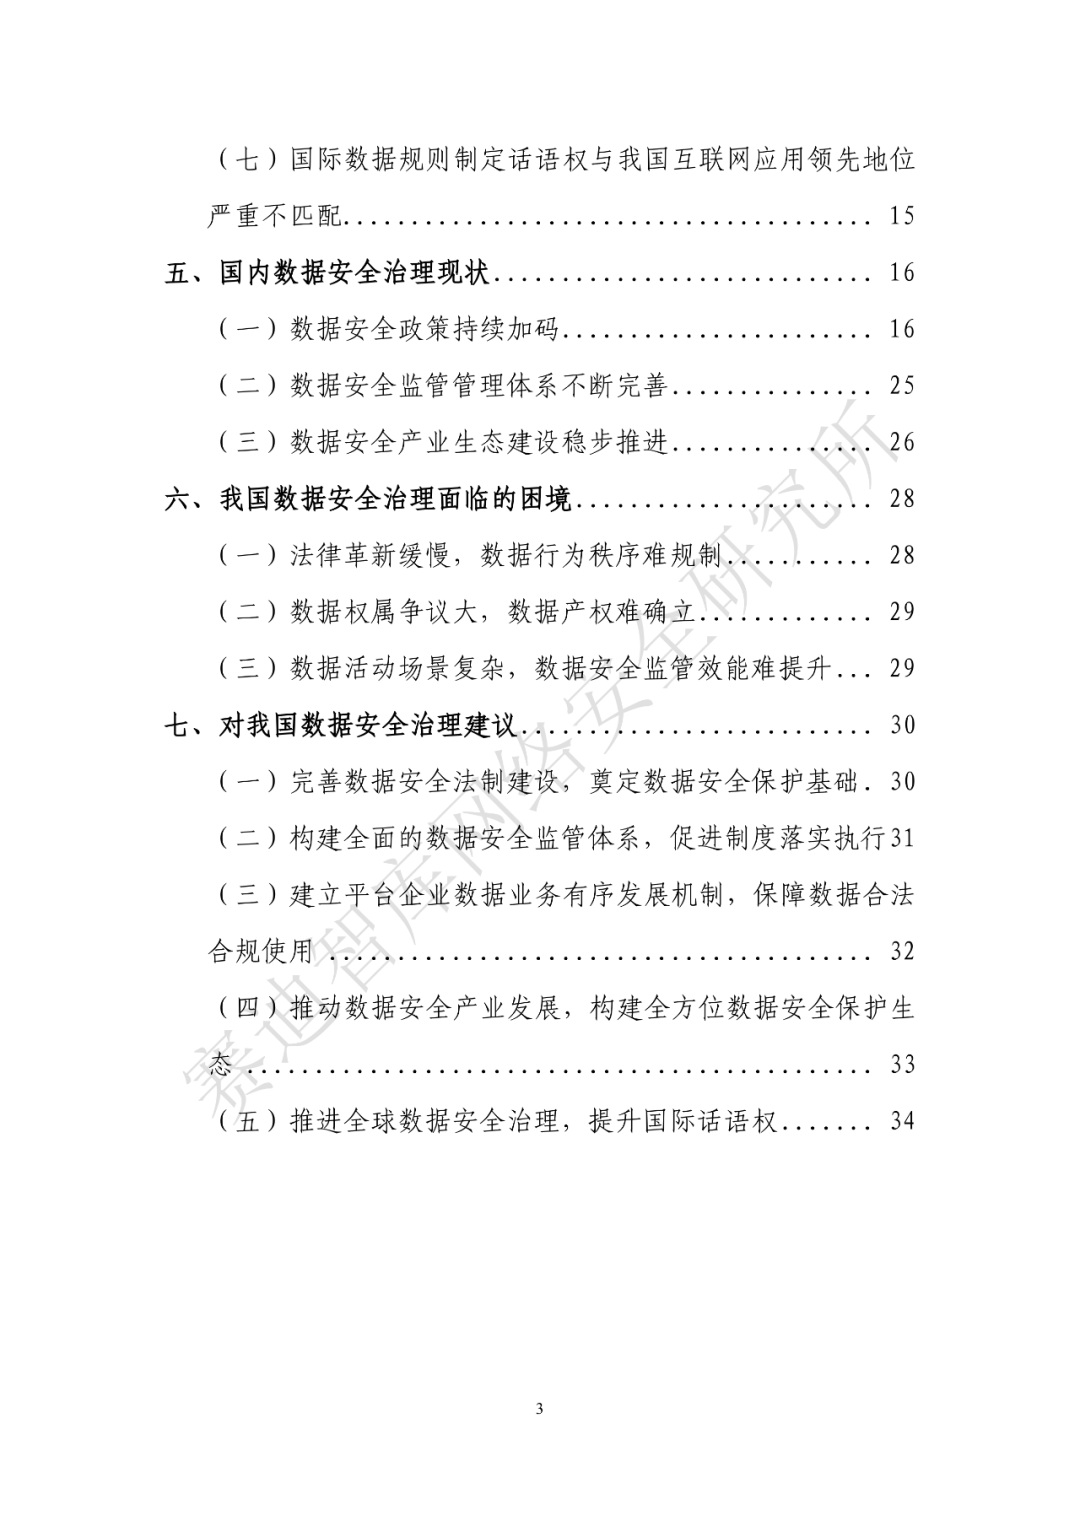 （七）国际数据规则制定话语权与我国互联网应用领先地位
严重不匹配....................................... 15
五、国内数据安全治理现状............................ 16
（一）数据安全政策持续加码....................... 16
（二）数据安全监管管理体系不断完善............... 25
（三）数据安全产业生态建设稳步推进............... 26
六、我国数据安全治理面临的困境...................... 28
（一）法律革新缓慢，数据行为秩序难规制........... 28
（二）数据权属争议大，数据产权难确立............. 29
（三）数据活动场景复杂，数据安全监管效能难提升... 29
七、对我国数据安全治理建议.......................... 30
（一）完善数据安全法制建设，奠定数据安全保护基础. 30
（二）构建全面的数据安全监管体系，促进制度落实执行31
（三）建立平台企业数据业务有序发展机制，保障数据合法
合规使用 ........................................ 32
（四）推动数据安全产业发展，构建全方位数据安全保护生
态 .............................................. 33
（五）推进全球数据安全治理，提升国际话语权....... 34
赛迪智库网络安全研究所
3